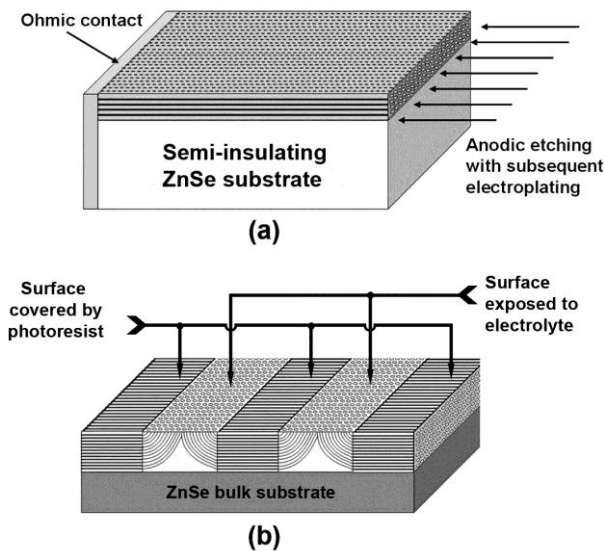 Ohmic contact
Semi-insulating
ZnSe substrate
Anodic etching
with subsequent
electroplating
(a)
Surface
covered by
photoresist
Surface
exposed to
electrolyte
ZnSe bulk substrate
(b)